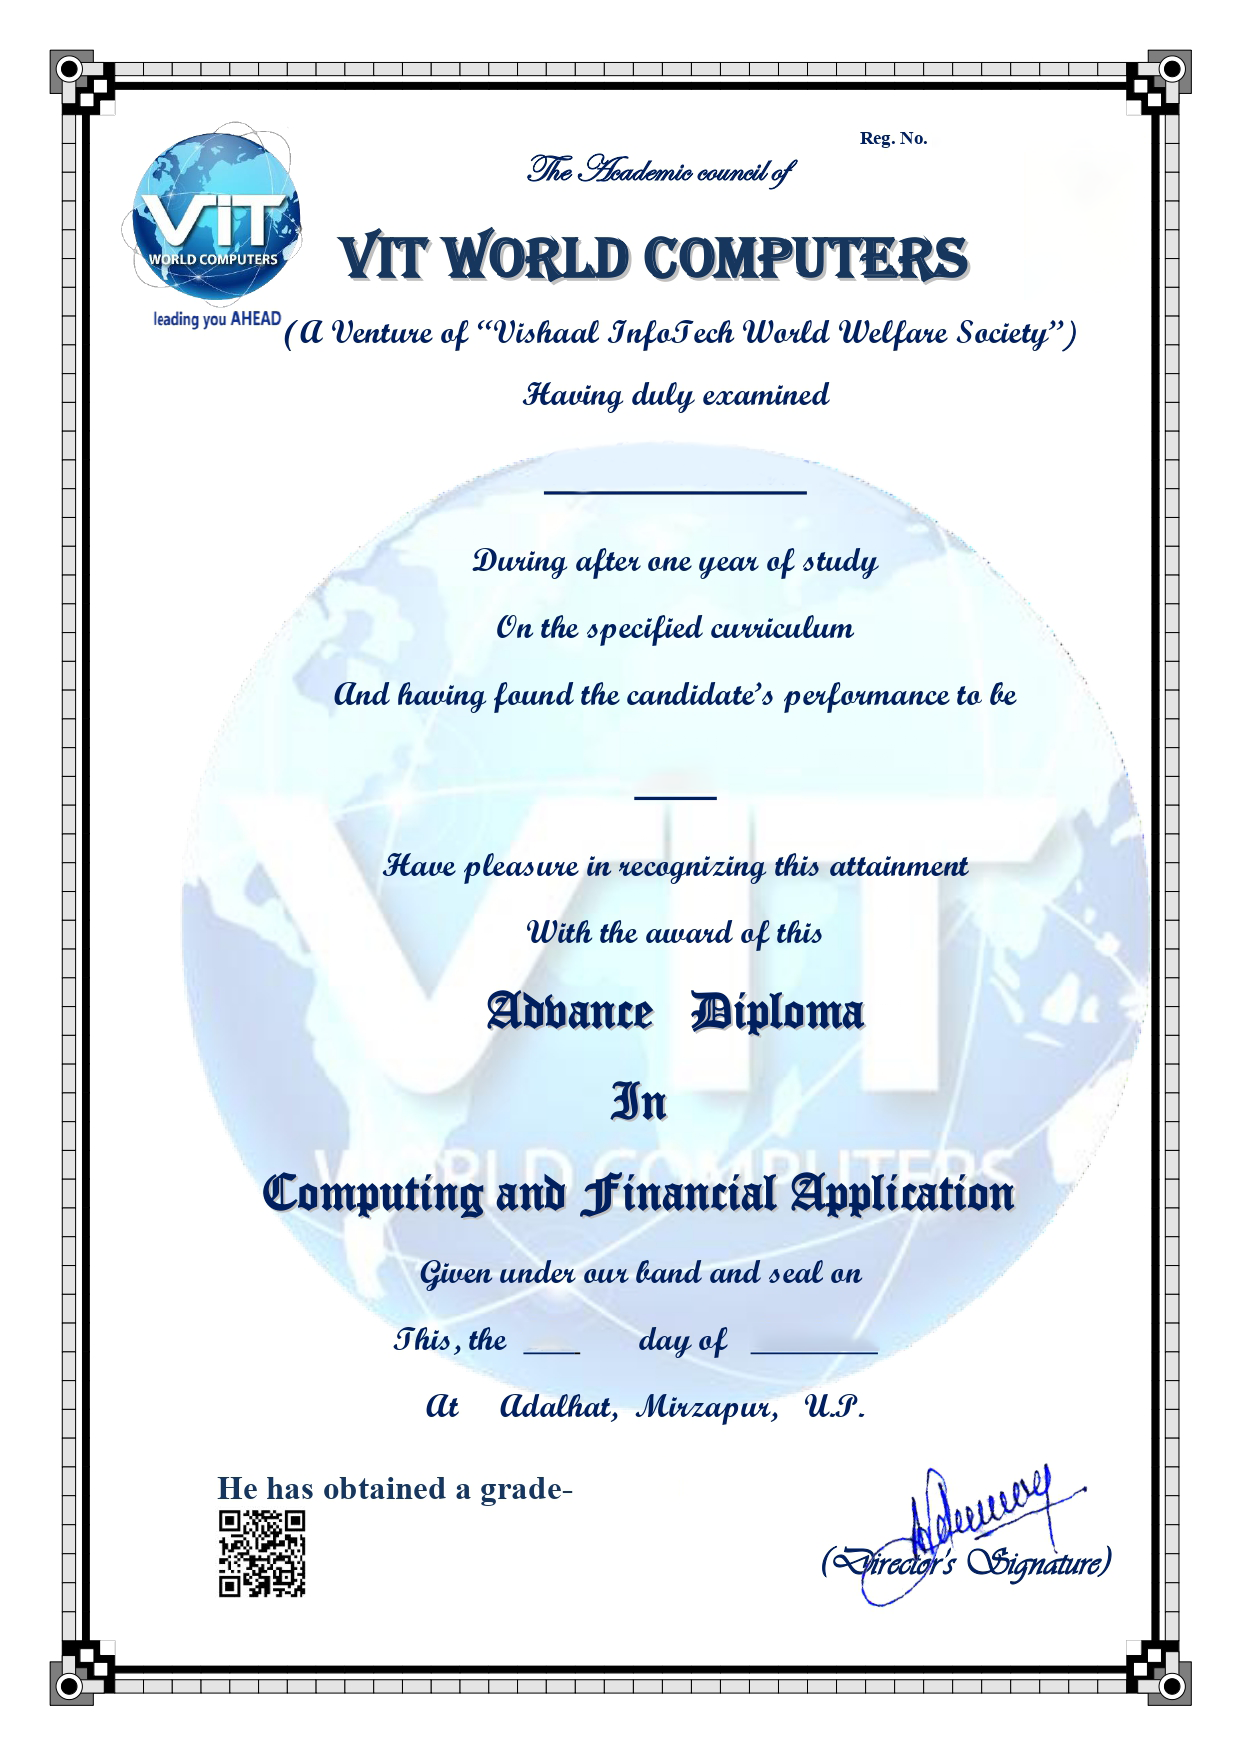 Reg. No.
The Academic council of
VIT
WORLD COMPUTERS
leading you AHEAD
VIT WORLD COMPUTERS
(A Venture of “Vishaal InfoTech World Welfare Society”)
Having duly examined
During after one year of study
On the specified curriculum
And having found the candidate’s performance to be
Have pleasure in recognizing this attainment
With the award of this
Advance Diploma
In
Computing and Financial Application
Given under our band and seal on
This, the ____ day of ________
At Adalhat, Mirzapur, U.P.
He has obtained a grade-
(Director's Signature)
VIT
WORLD COMPUTERS